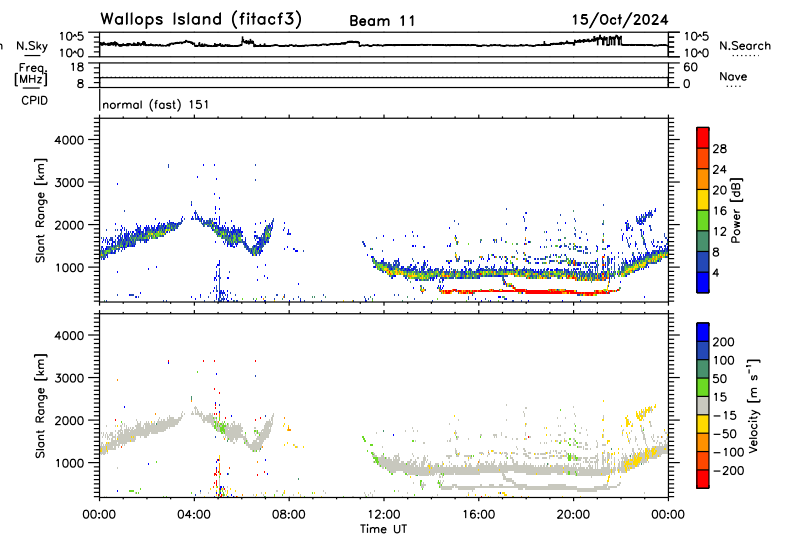 Wallops Island (fitacf3) Beam 11 15/Oct/2024
n N.Sky 10^5 10^0 10^5 10^0 N.Search
Freq. [MHz] 18 8 60 0 Nave
CPID normal (fast) 151
Slant Range [km]
4000
3000
2000
1000
28
24
20
16
12
8
4
Power [dB]
Slant Range [km]
4000
3000
2000
1000
200
100
50
15
-15
-50
-100
-200
Velocity [m s⁻¹]
00:00 04:00 08:00 12:00 16:00 20:00 00:00
Time UT